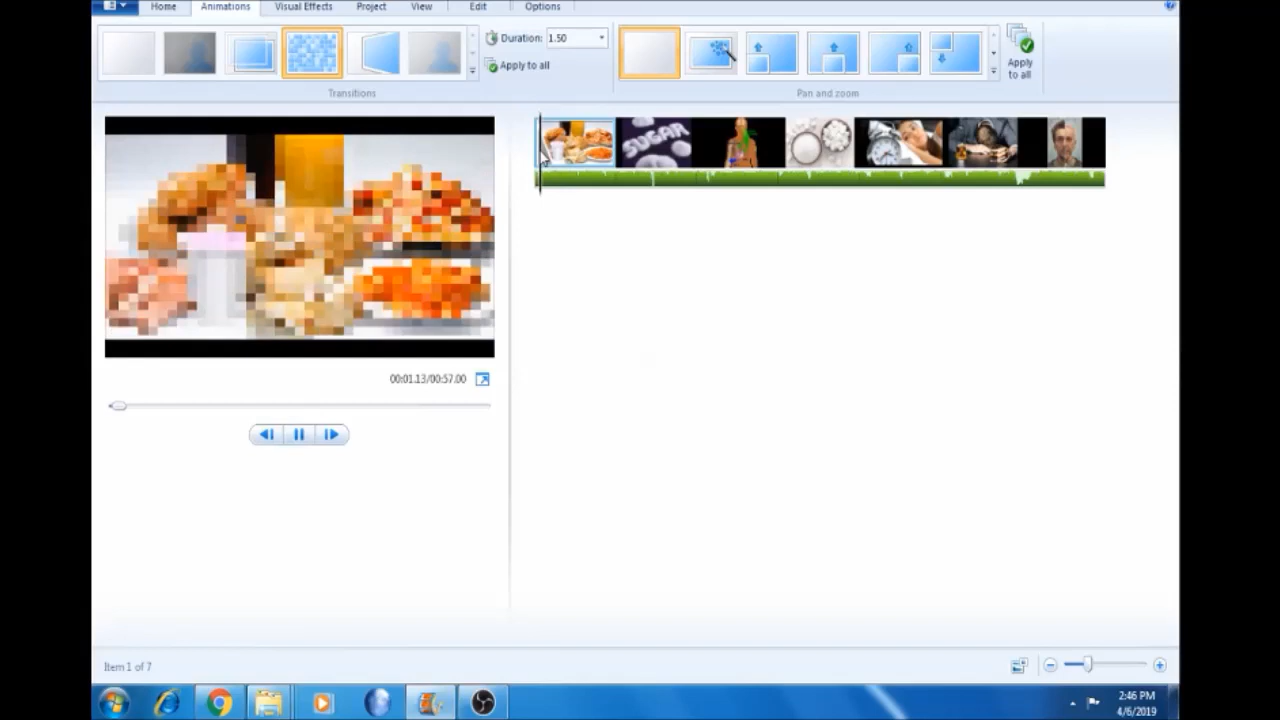 Home Animations Visual Effects Project View Edit Options
Duration: 1.50
Apply to all
Apply
to all
Transitions
Pan and zoom
SUGAR
00:01.13/00:57.00
Item 1 of 7
2:46 PM
4/6/2019